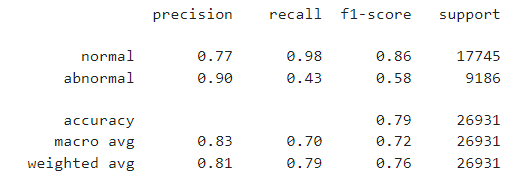 precision recall f1-score support
normal 0.77 0.98 0.86 17745
abnormal 0.90 0.43 0.58 9186
accuracy 0.79 26931
macro avg 0.83 0.70 0.72 26931
weighted avg 0.81 0.79 0.76 26931